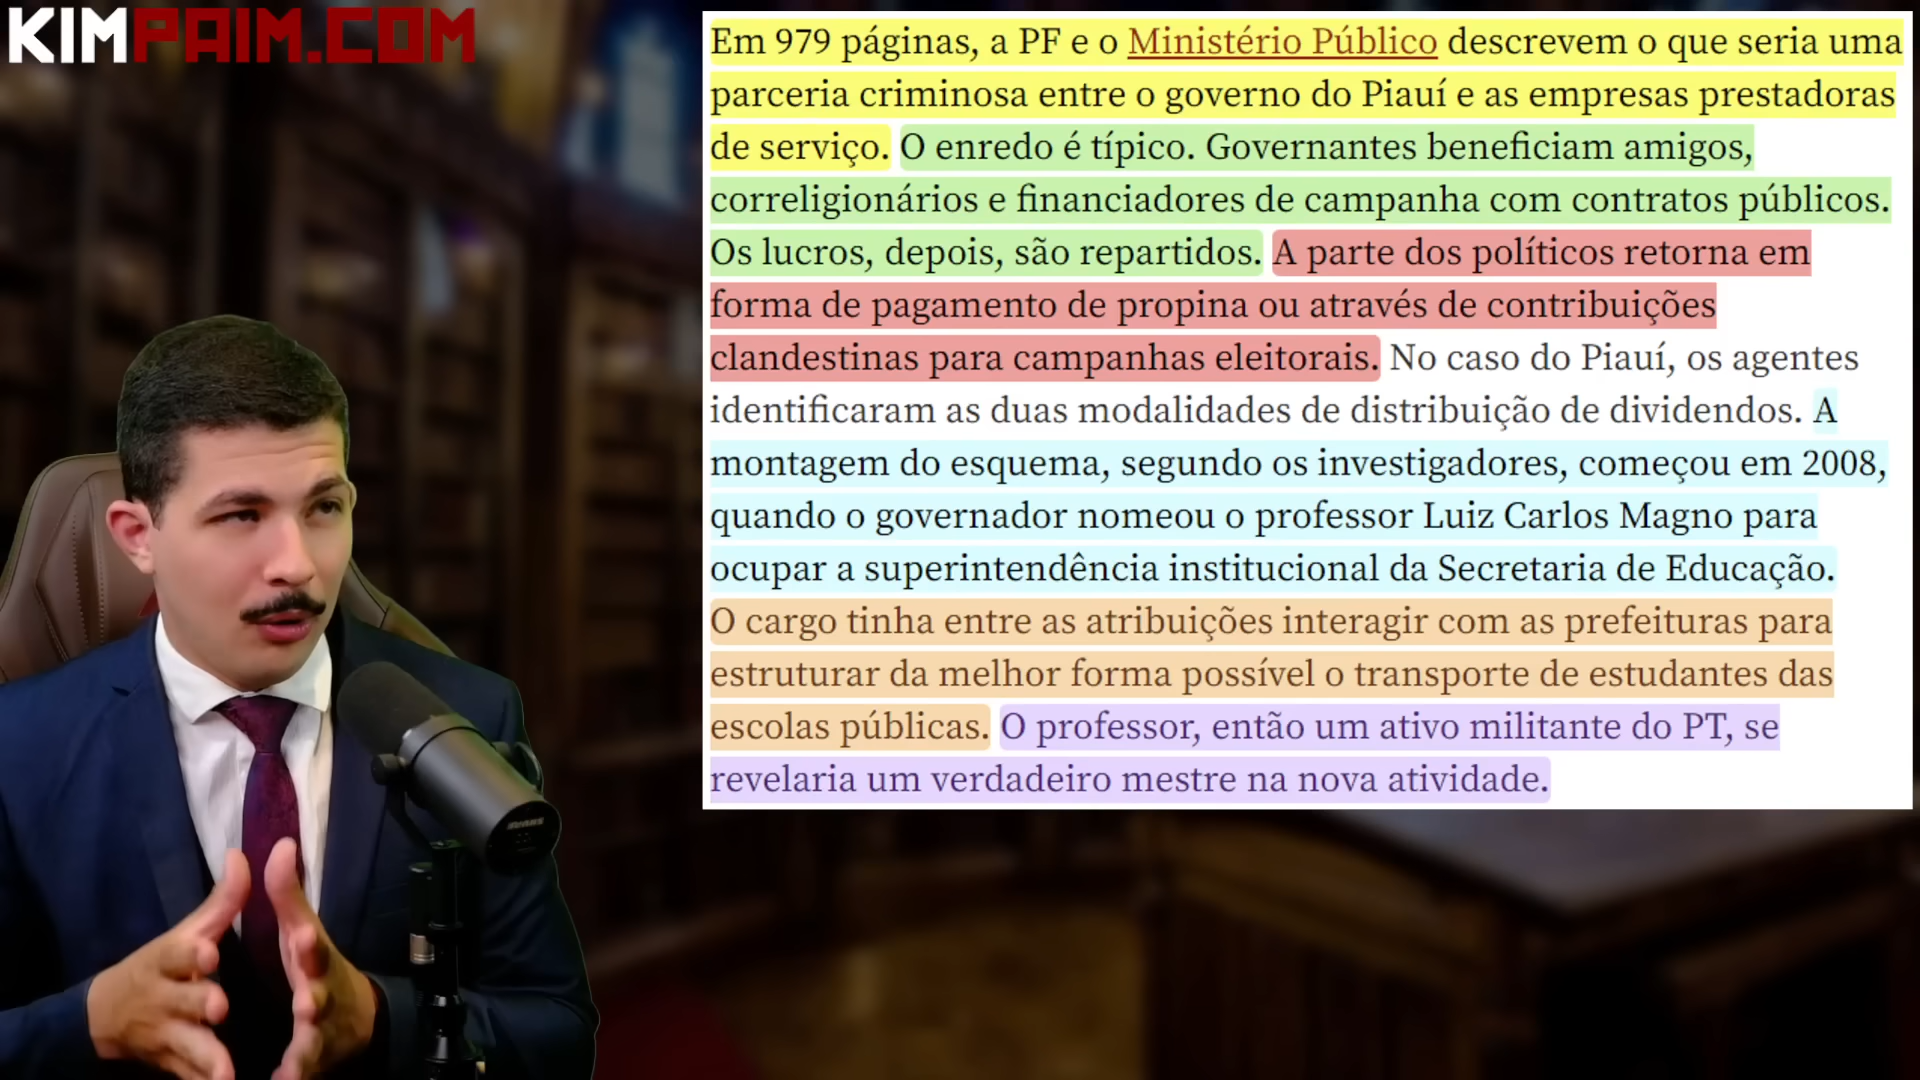 KIMPAIM.COM
Em 979 páginas, a PF e o Ministério Público descrevem o que seria uma
parceria criminosa entre o governo do Piauí e as empresas prestadoras
de serviço. O enredo é típico. Governantes beneficiam amigos,
correligionários e financiadores de campanha com contratos públicos.
Os lucros, depois, são repartidos. A parte dos políticos retorna em
forma de pagamento de propina ou através de contribuições
clandestinas para campanhas eleitorais. No caso do Piauí, os agentes
identificaram as duas modalidades de distribuição de dividendos. A
montagem do esquema, segundo os investigadores, começou em 2008,
quando o governador nomeou o professor Luiz Carlos Magno para
ocupar a superintendência institucional da Secretaria de Educação.
O cargo tinha entre as atribuições interagir com as prefeituras para
estruturar da melhor forma possível o transporte de estudantes das
escolas públicas. O professor, então um ativo militante do PT, se
revelaria um verdadeiro mestre na nova atividade.